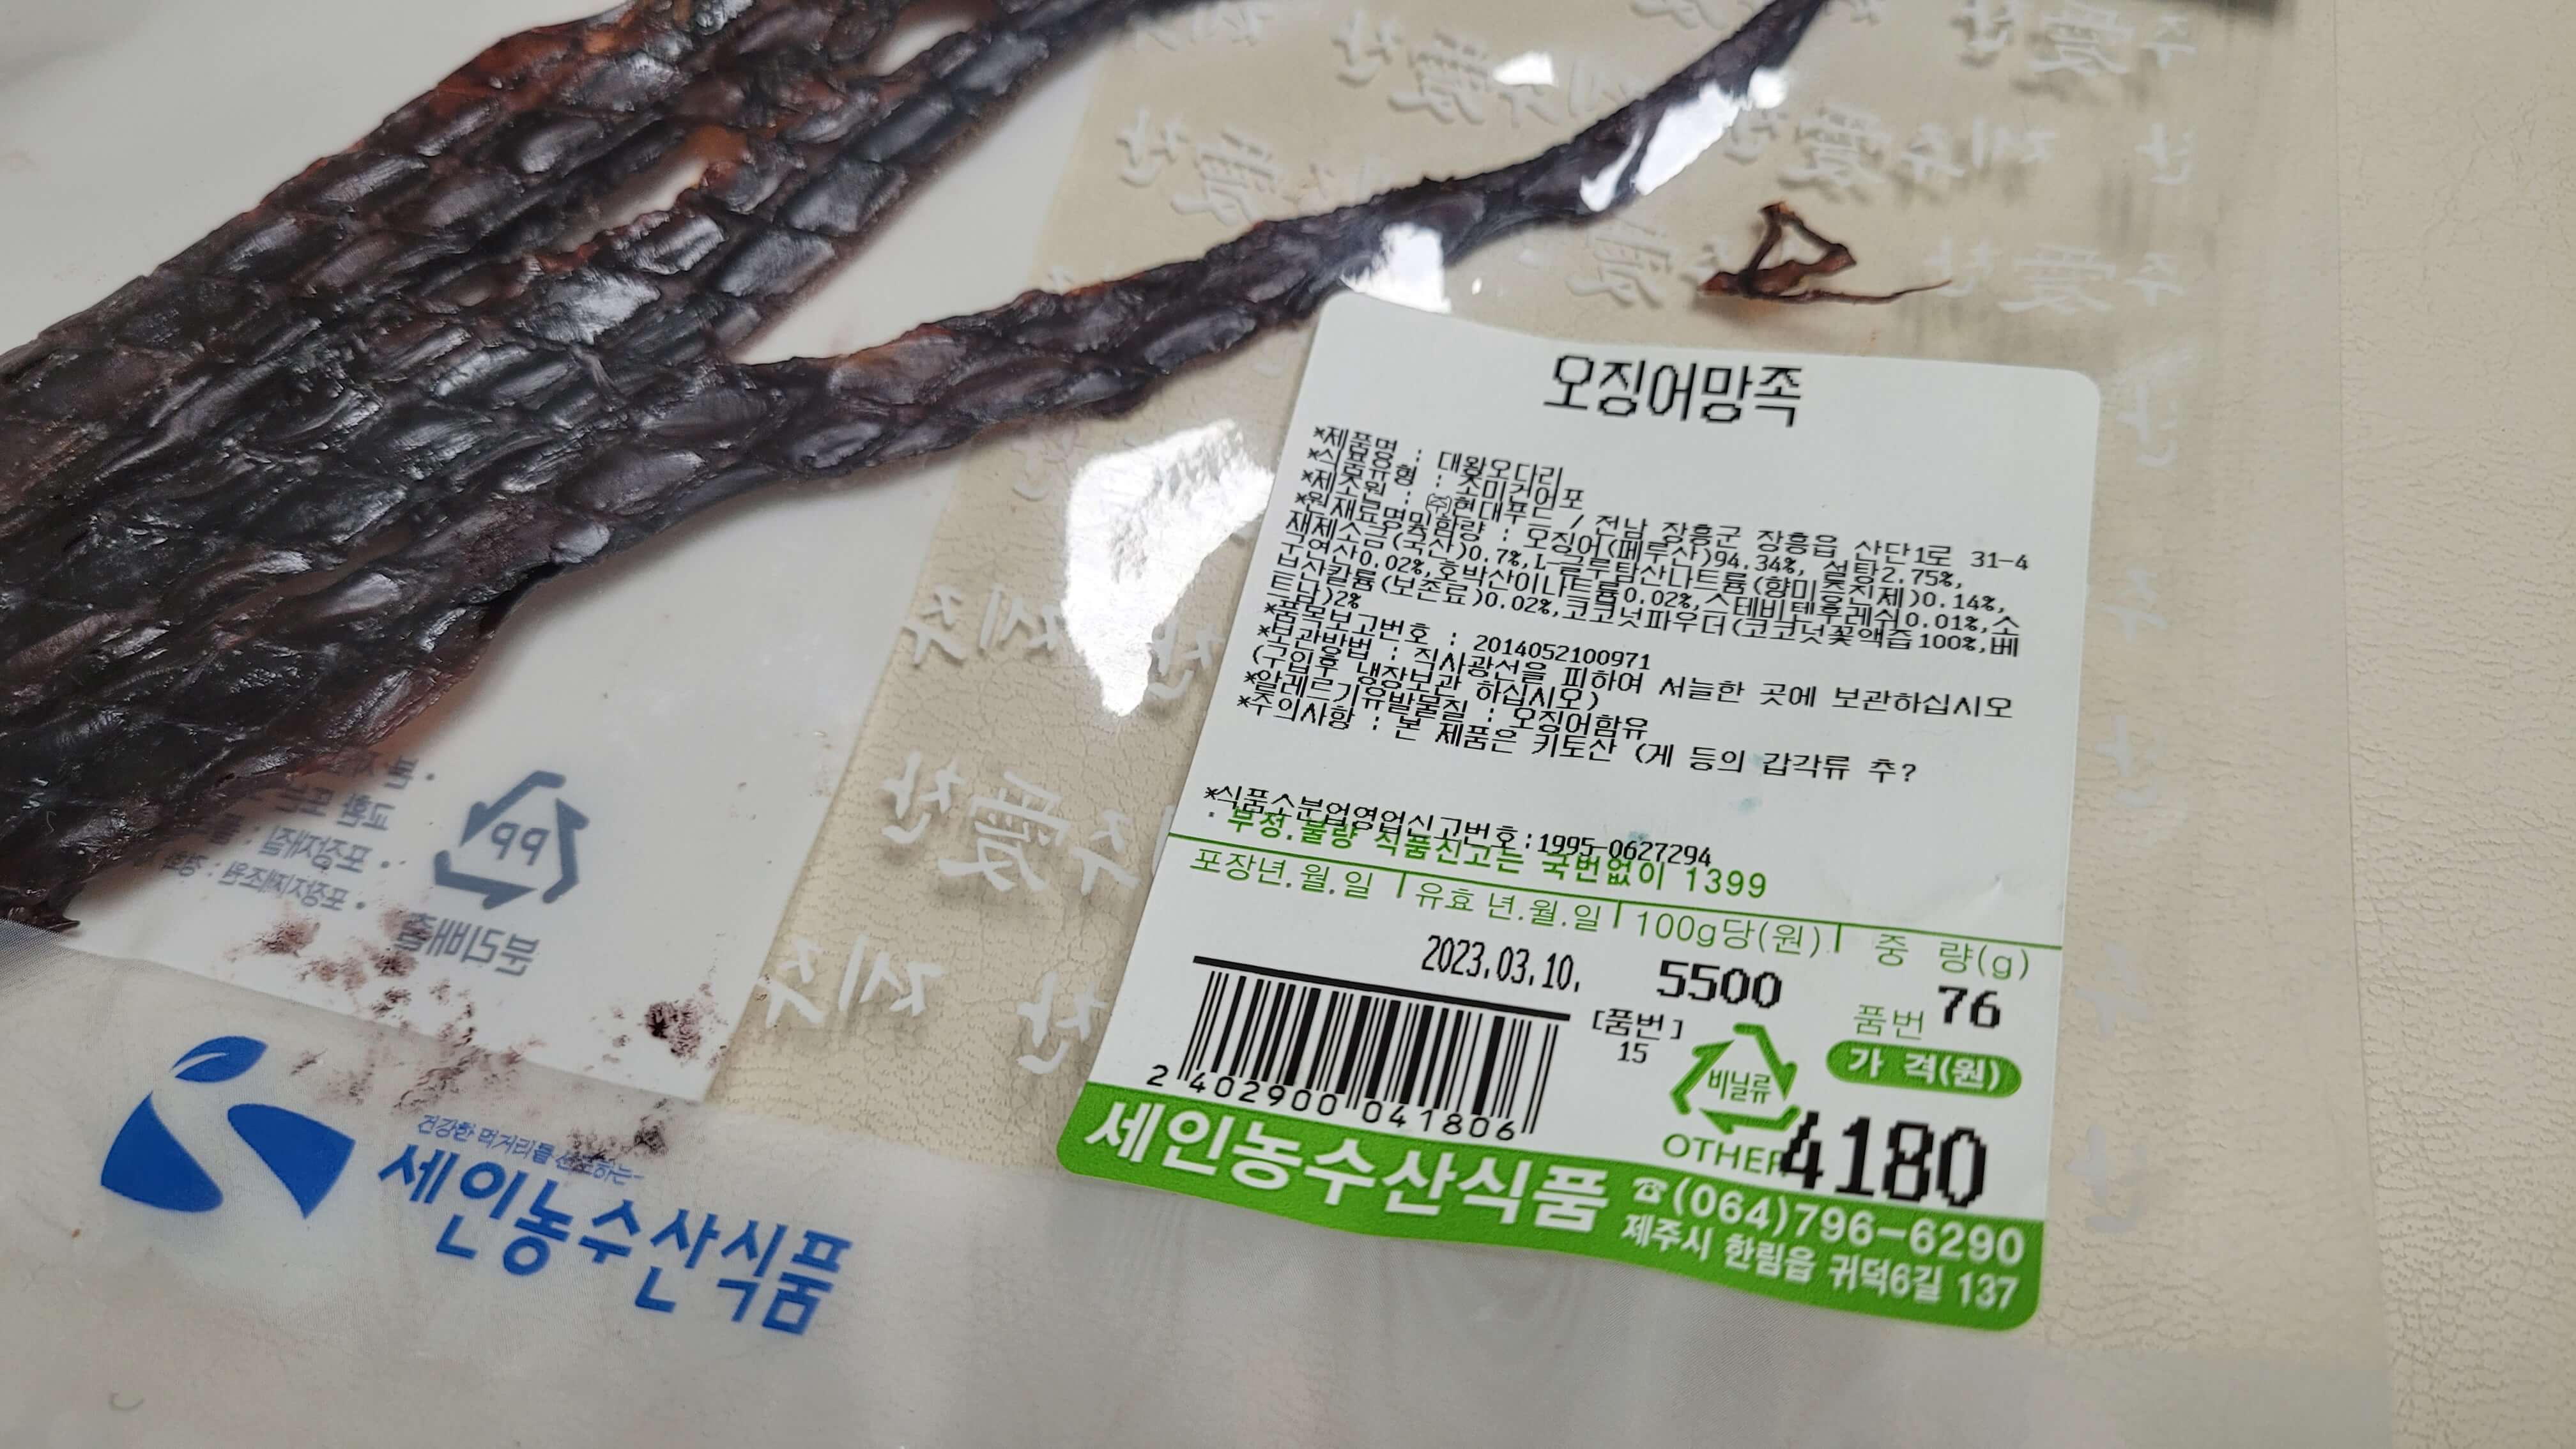 오징어망족
*제품명 : 대왕오다리
*식품유형 : 조미건어포
*제조원 : ㈜현대푸드 / 전남 장흥군 장흥읍 산단1로 31-4
*원재료명및함량 : 오징어(페루산)94.34%, 설탕2.75%,
재제소금(국산)0.7%,L-글루탐산나트륨(향미증진제)0.14%,
구연산0.02%,호박산이나트륨0.02%,스테비텐후레쉬0.01%,소
브산칼륨(보존료)0.02%,코코넛파우더(코코넛꽃액즙100%,베
트남)2%
*품목보고번호 : 2014052100971
*보관방법 : 직사광선을 피하여 서늘한 곳에 보관하십시오
(구입후 냉장보관 하십시오)
*알레르기유발물질 : 오징어함유
*주의사항 : 본 제품은 키토산 (게 등의 갑각류 추?
*식품소분업영업신고번호:1995-0627294
· 부정.불량 식품신고는 국번없이 1399
포장년.월.일 유효 년.월.일 100g당(원) 중 량(g)
2023.03.10. 5500 76
[품번] 품번
15
가 격(원)
비닐류
OTHER
4180
2 402900 041806
세인농수산식품
☎(064)796-6290
제주시 한림읍 귀덕6길 137
PP
분리배출
건강한 먹거리를 선도하는-
세인농수산식품